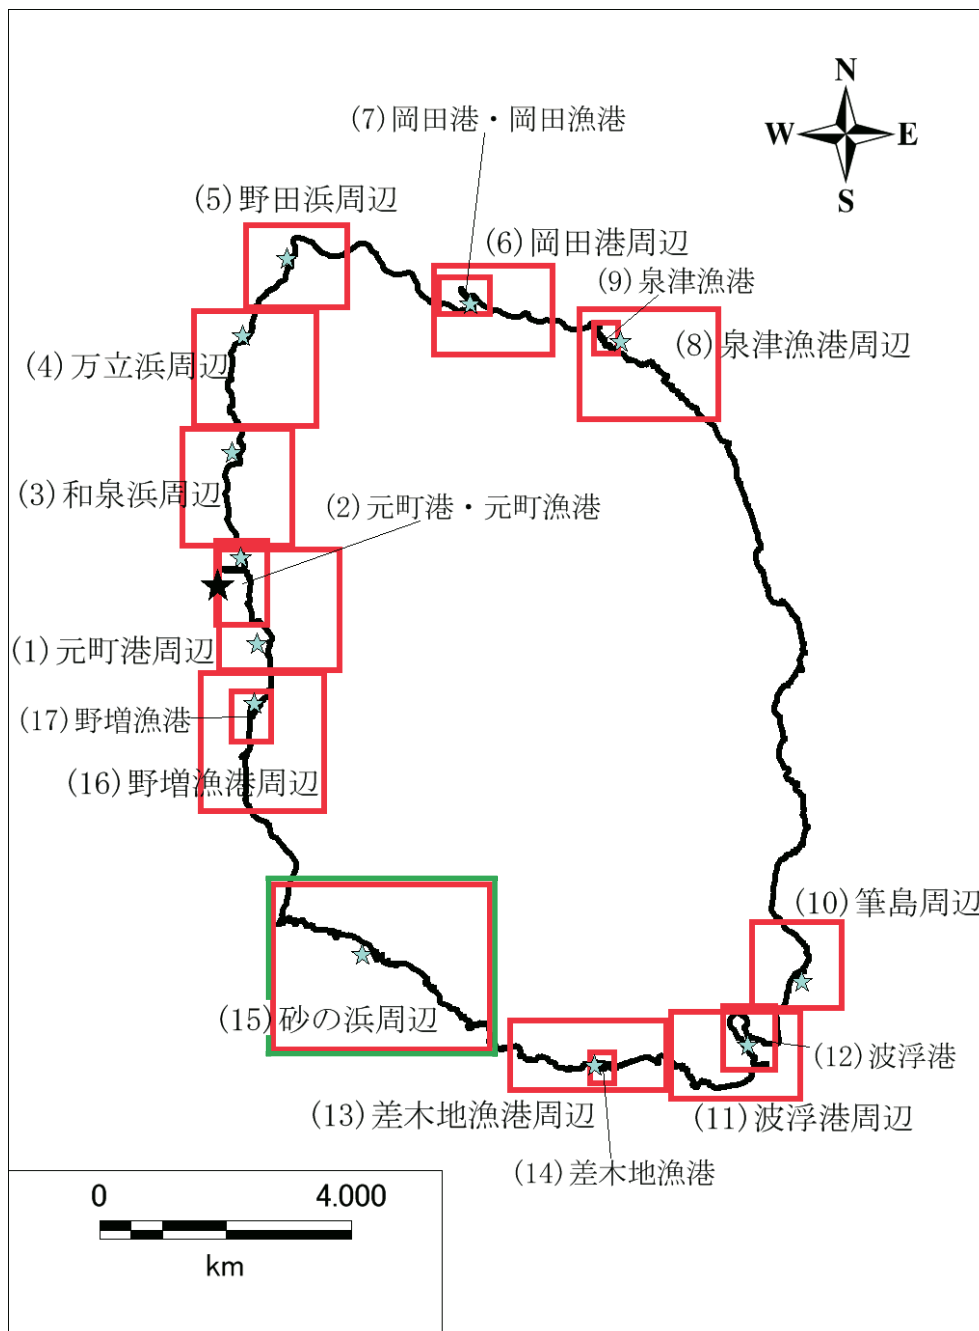 N
W E
S
(7)岡田港・岡田漁港
(5)野田浜周辺
(6)岡田港周辺
(9)泉津漁港
(8)泉津漁港周辺
(4)万立浜周辺
(3)和泉浜周辺
(2)元町港・元町漁港
(1)元町港周辺
(17)野増漁港
(16)野増漁港周辺
(10)筆島周辺
(15)砂の浜周辺
(12)波浮港
(13)差木地漁港周辺
(11)波浮港周辺
(14)差木地漁港
0 4.000
km